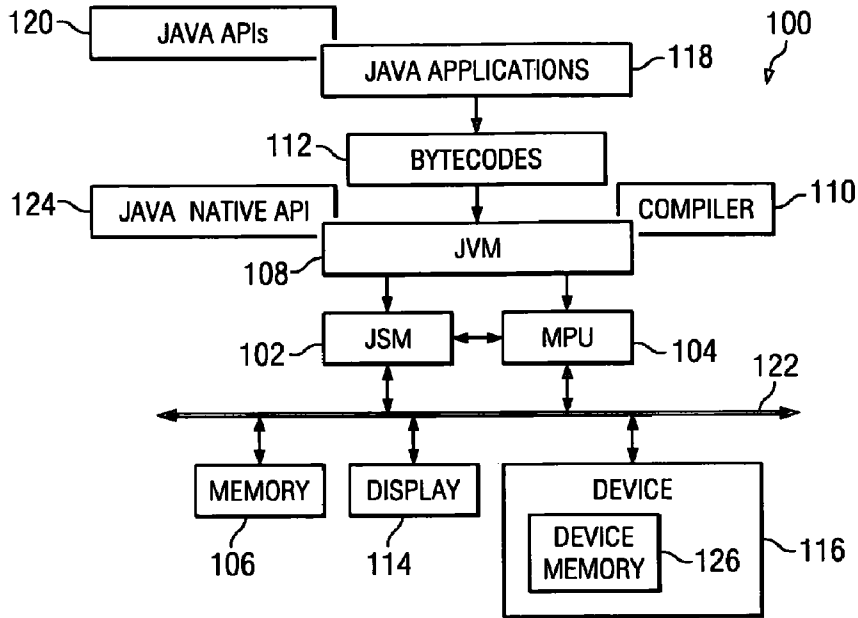 120
JAVA APIs
100
JAVA APPLICATIONS
118
112
BYTECODES
124
JAVA NATIVE API
COMPILER
110
JVM
108
JSM
MPU
102
104
122
MEMORY
DISPLAY
DEVICE
DEVICE
MEMORY
126
116
106
114